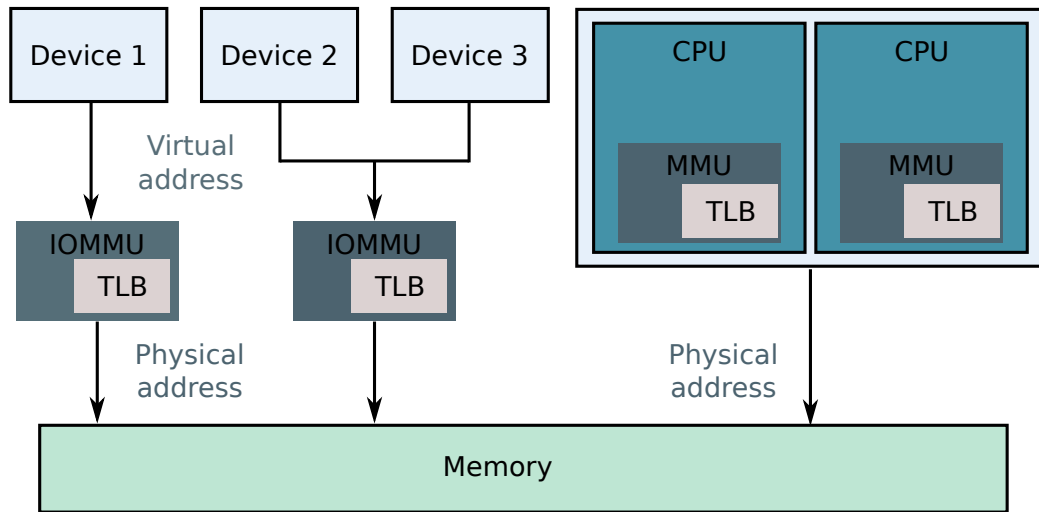 Device 1
Device 2
Device 3
CPU
CPU
Virtual
address
MMU
TLB
MMU
TLB
IOMMU
TLB
IOMMU
TLB
Physical
address
Physical
address
Memory